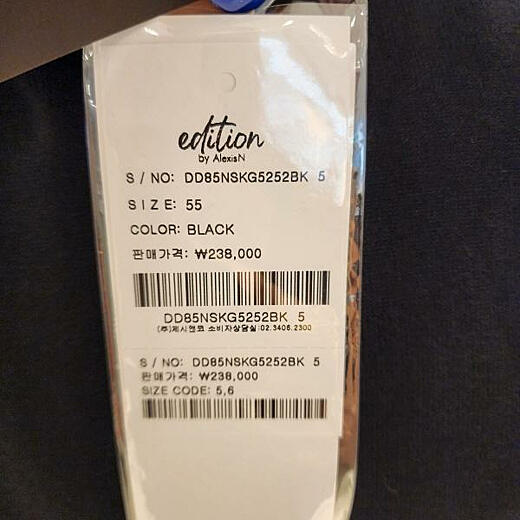 edition
by AlexisN
S / NO: DD85NSKG5252BK 5
SIZE: 55
COLOR: BLACK
판매가격: ₩238,000
DD85NSKG5252BK 5
(주)제시앤코 소비자상담실:02.3406.2300
S / NO: DD85NSKG5252BK 5
판매가격: ₩238,000
SIZE CODE: 5,6